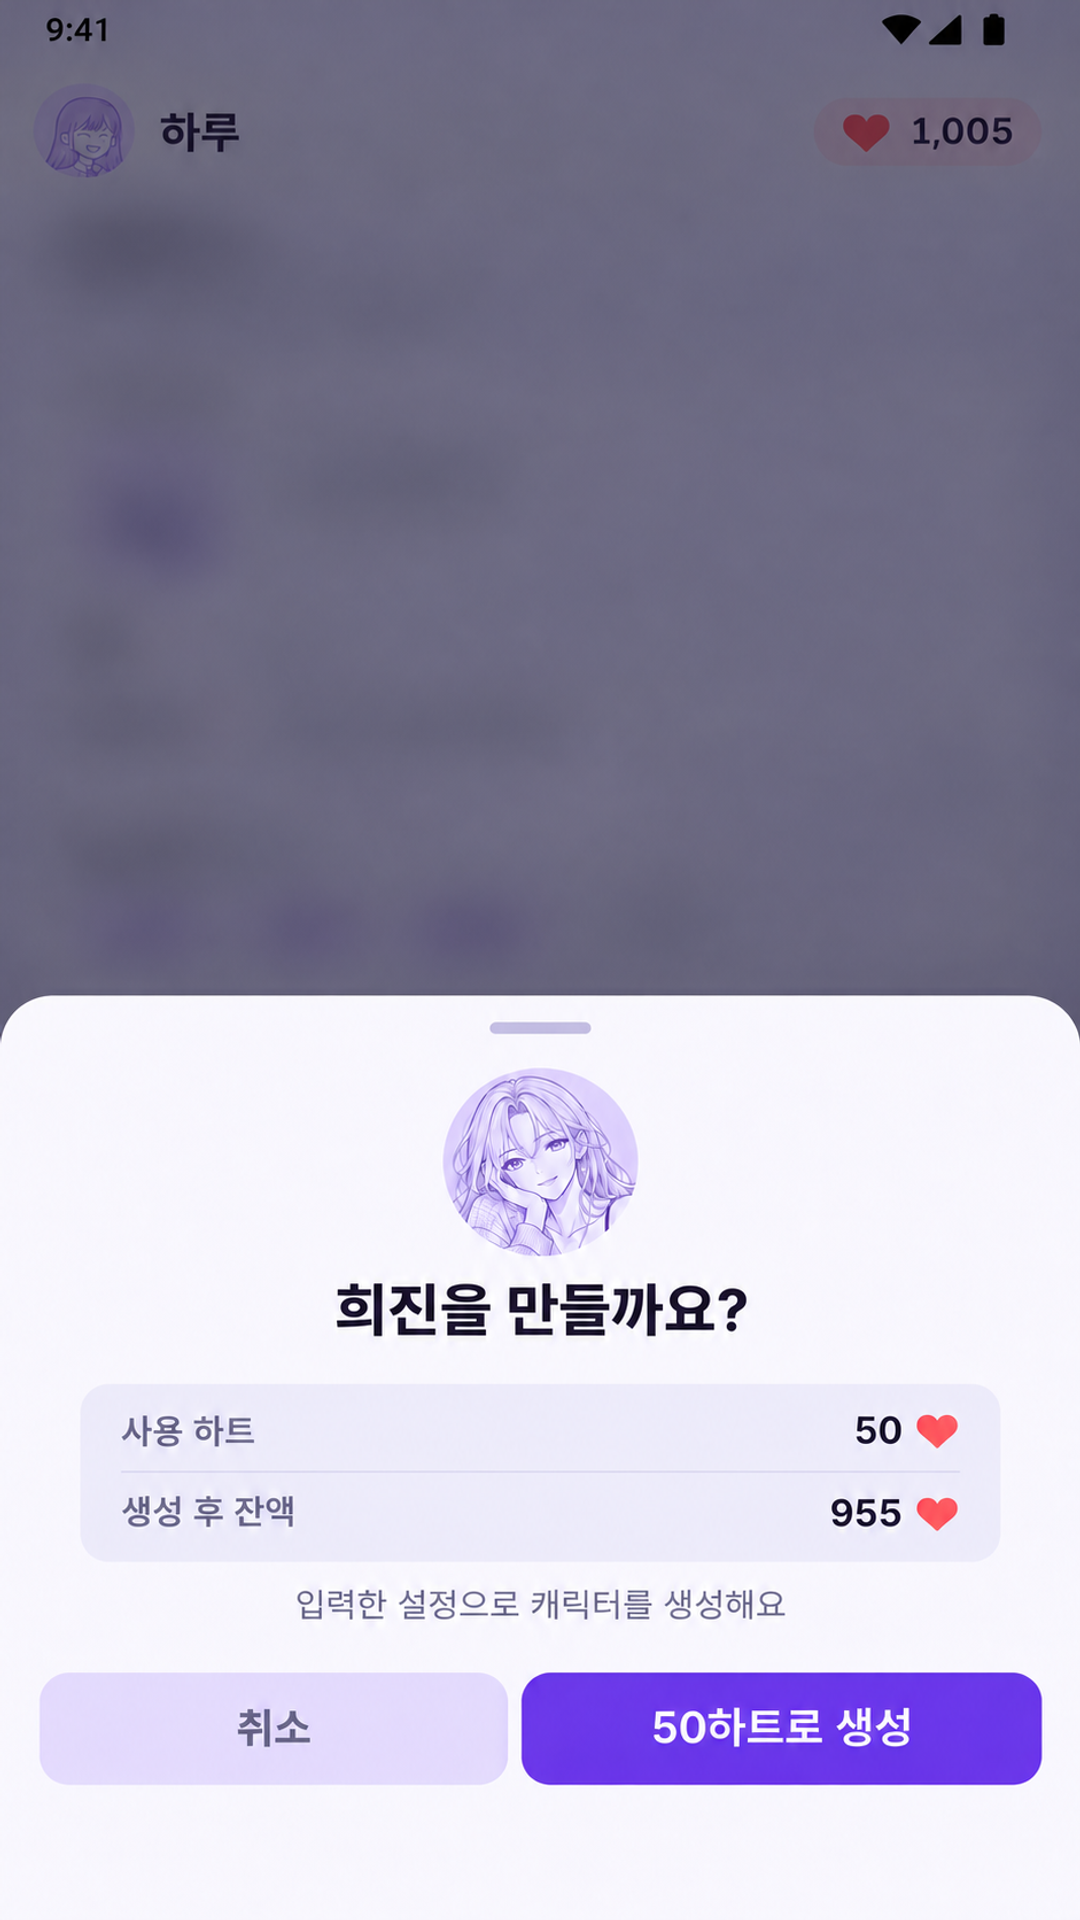 9:41
하루
1,005
희진을 만들까요?
사용 하트 50
생성 후 잔액 955
입력한 설정으로 캐릭터를 생성해요
취소
50하트로 생성